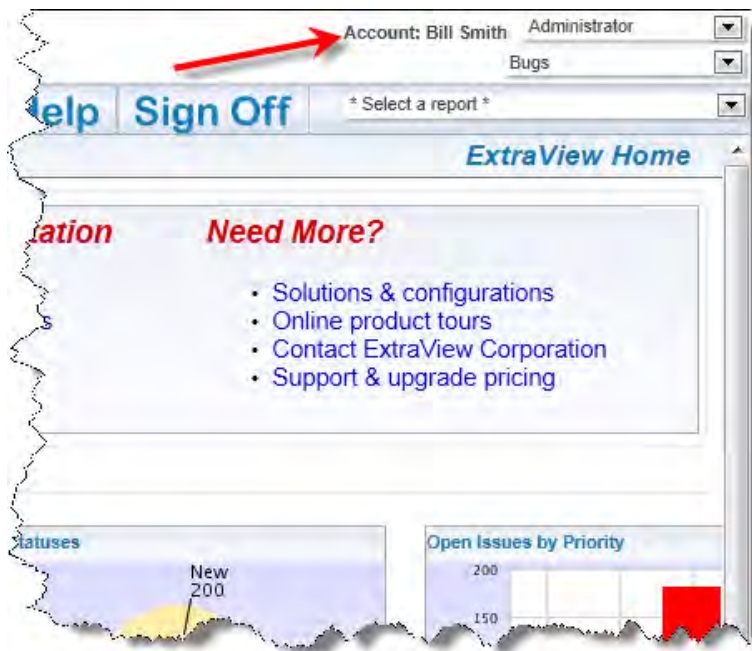 Account: Bill Smith Administrator
Bugs
Help Sign Off * Select a report *
ExtraView Home
Need More?
• Solutions & configurations
• Online product tours
• Contact ExtraView Corporation
• Support & upgrade pricing
Open Issues by Priority
New
200
200
150